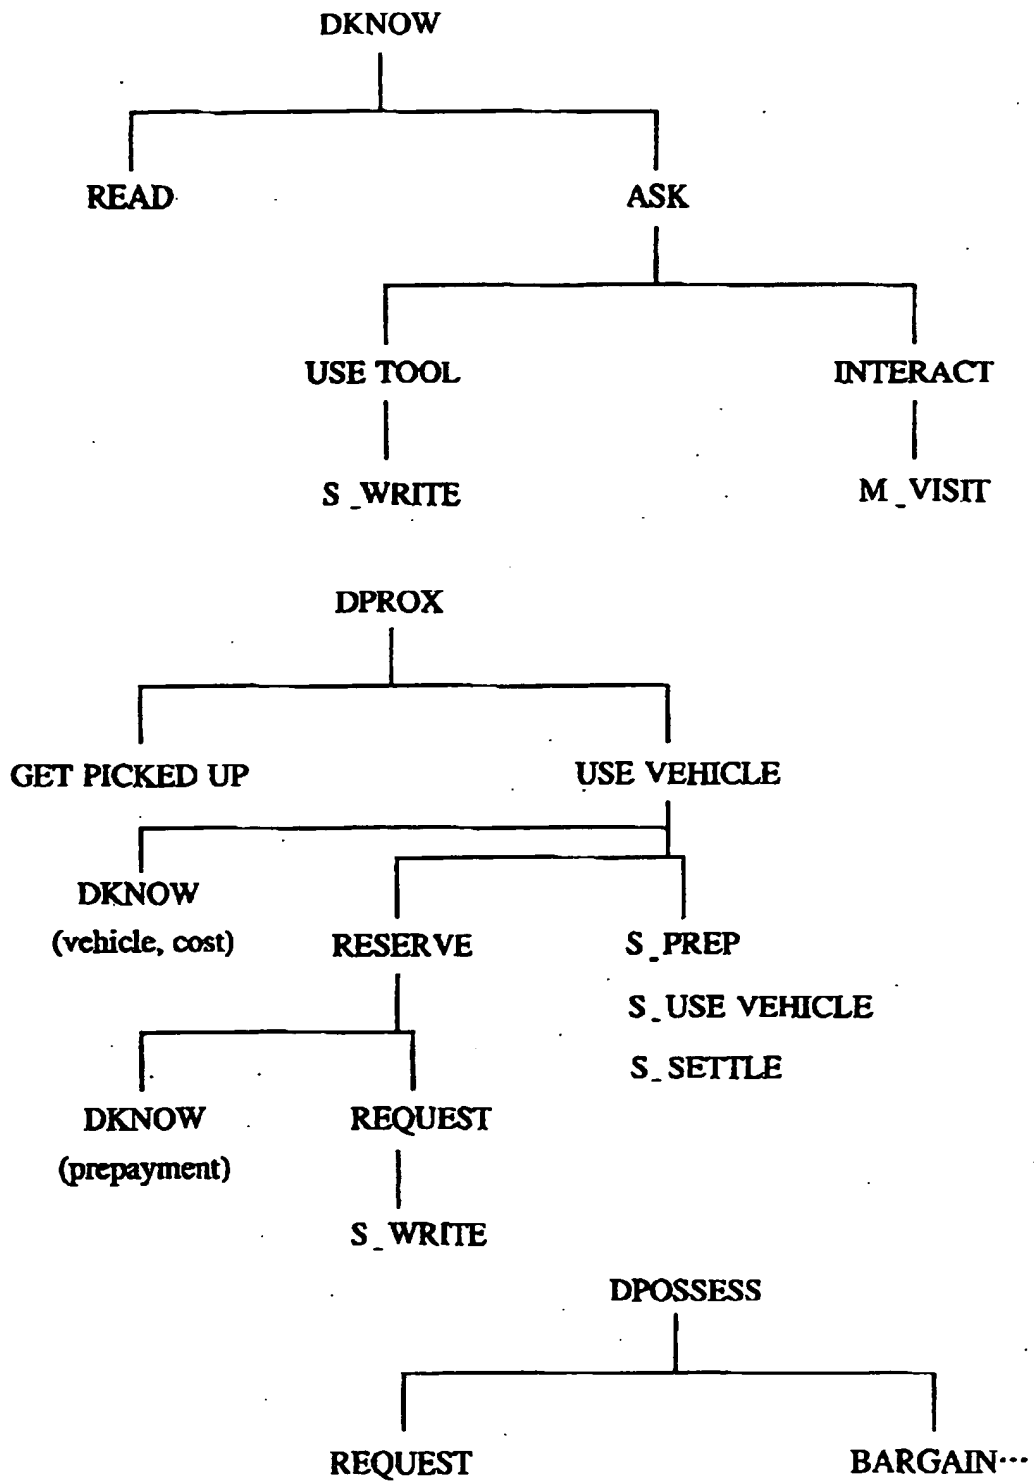 DKNOW
READ
ASK
USE TOOL
INTERACT
S_WRITE
M_VISIT
DPROX
GET PICKED UP
USE VEHICLE
DKNOW
(vehicle, cost)
RESERVE
S_PREP
S_USE VEHICLE
S_SETTLE
DKNOW
REQUEST
(prepayment)
S_WRITE
DPOSSESS
REQUEST
BARGAIN···